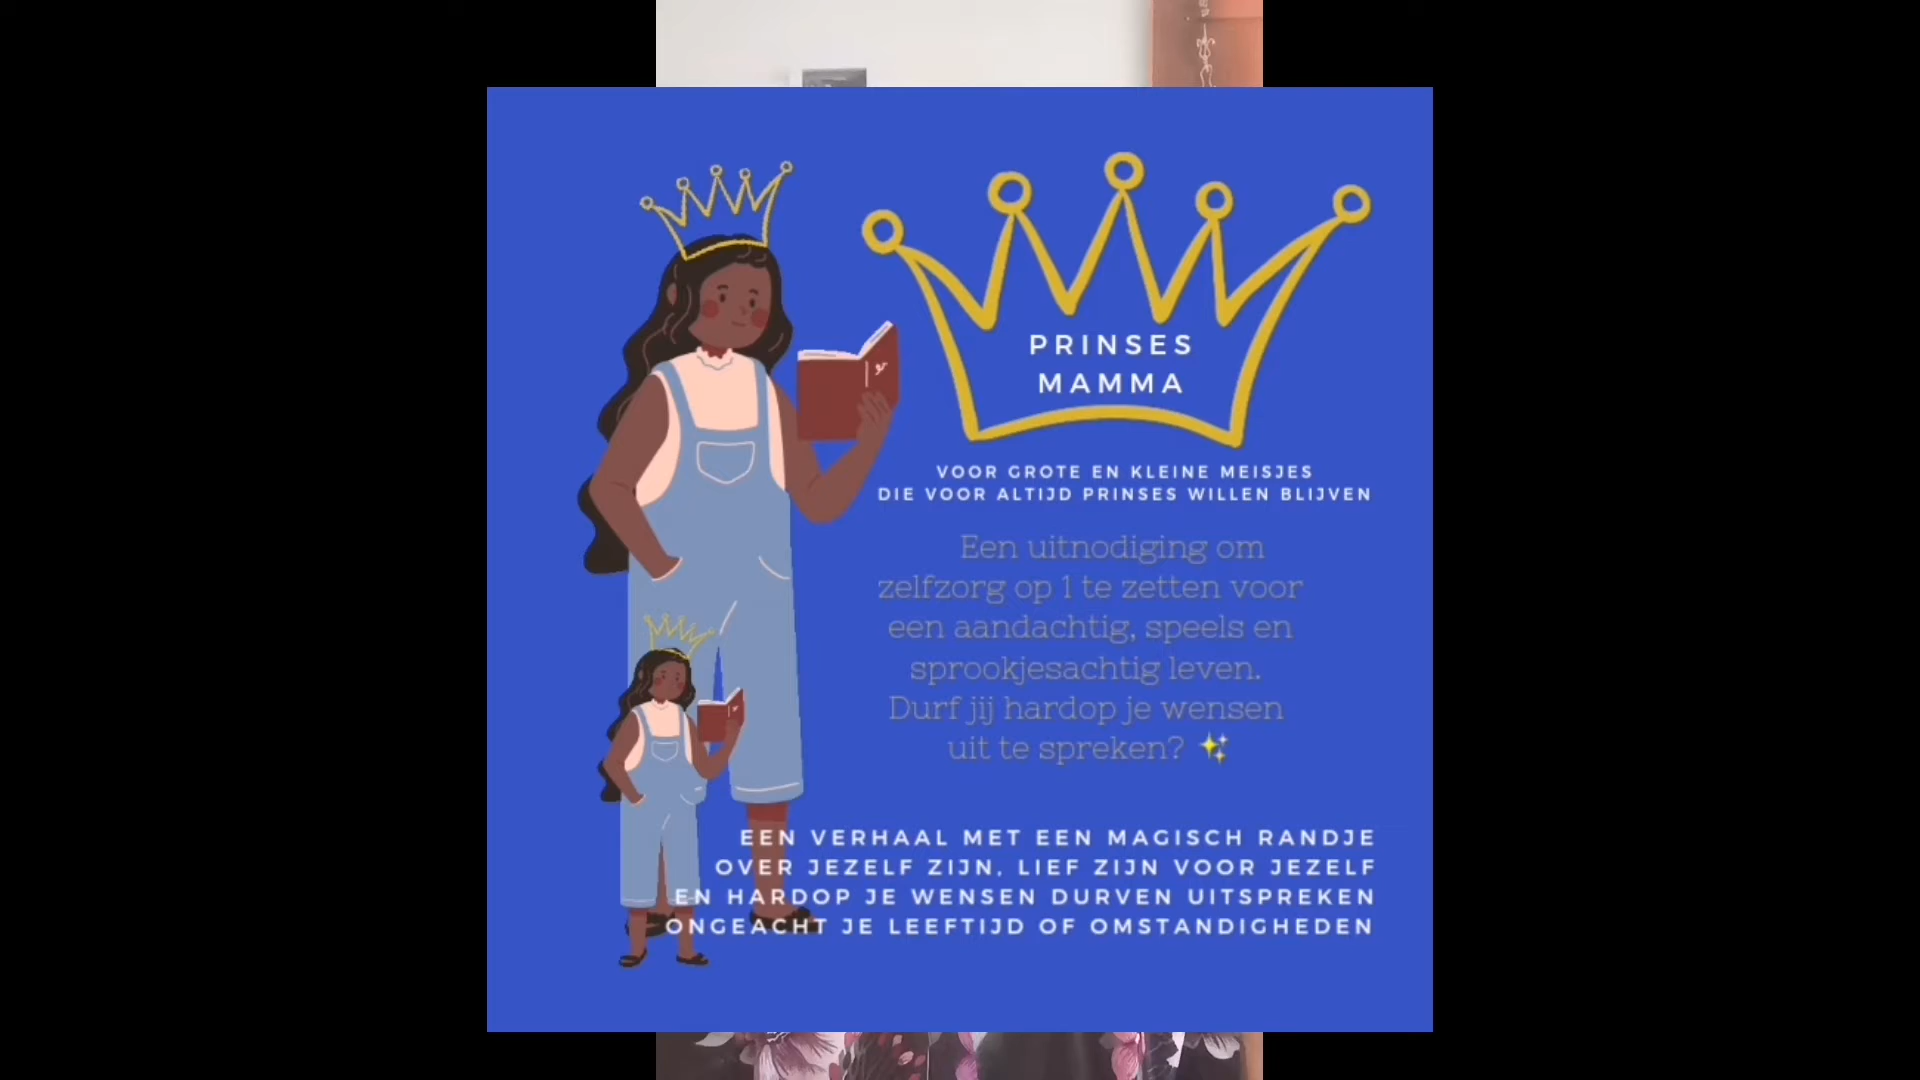 PRINSES
MAMMA
VOOR GROTE EN KLEINE MEISJES
DIE VOOR ALTIJD PRINSES WILLEN BLIJVEN
Een uitnodiging om
zelfzorg op 1 te zetten voor
een aandachtig, speels en
sprookjesachtig leven.
Durf jij hardop je wensen
uit te spreken? ✨
EEN VERHAAL MET EEN MAGISCH RANDJE
OVER JEZELF ZIJN, LIEF ZIJN VOOR JEZELF
EN HARDOP JE WENSEN DURVEN UITSPREKEN
ONGEACHT JE LEEFTIJD OF OMSTANDIGHEDEN